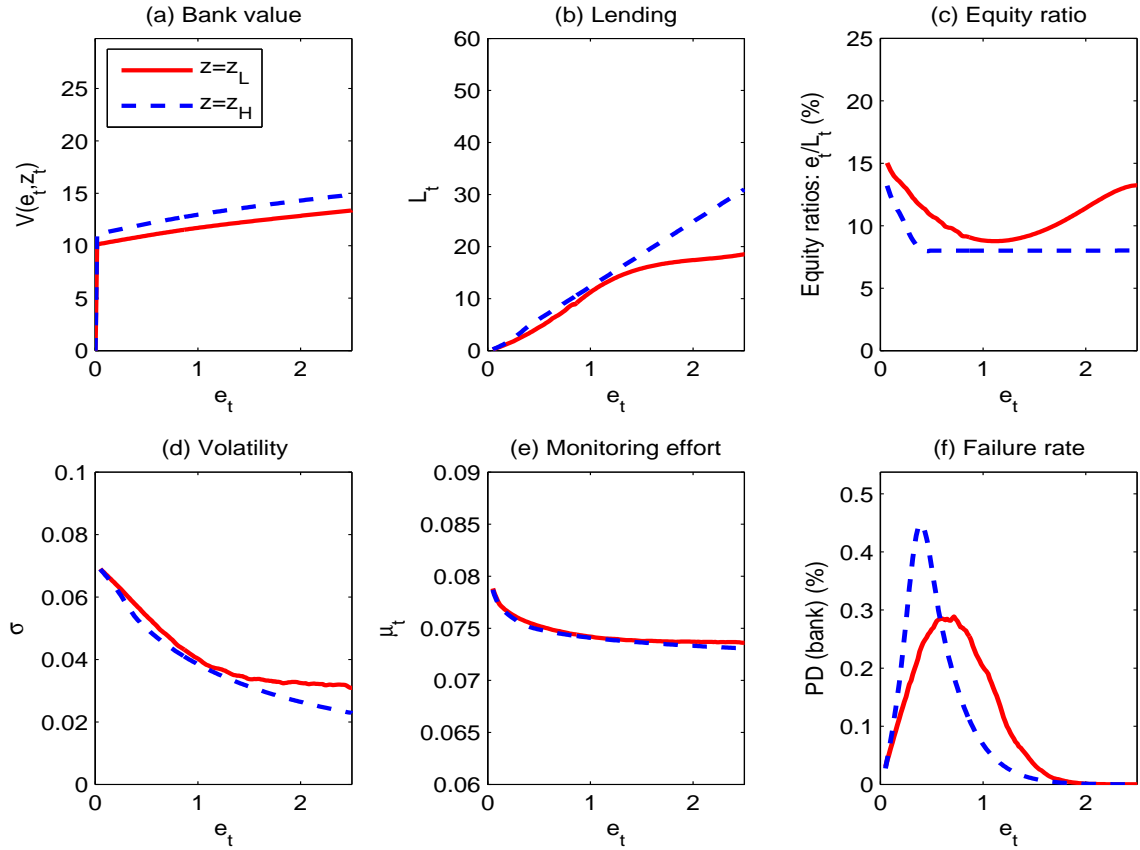 (a) Bank value
(b) Lending
(c) Equity ratio
V(e_t,z_t)
25
20
15
10
5
0
z=z_L
z=z_H
0 1 2
e_t
L_t
60
50
40
30
20
10
0
0 1 2
e_t
Equity ratios: e_t/L_t (%)
25
20
15
10
5
0
0 1 2
e_t
(d) Volatility
(e) Monitoring effort
(f) Failure rate
σ
0.1
0.08
0.06
0.04
0.02
0
0 1 2
e_t
μ_t
0.09
0.085
0.08
0.075
0.07
0.065
0.06
0 1 2
e_t
PD (bank) (%)
0.5
0.4
0.3
0.2
0.1
0
0 1 2
e_t